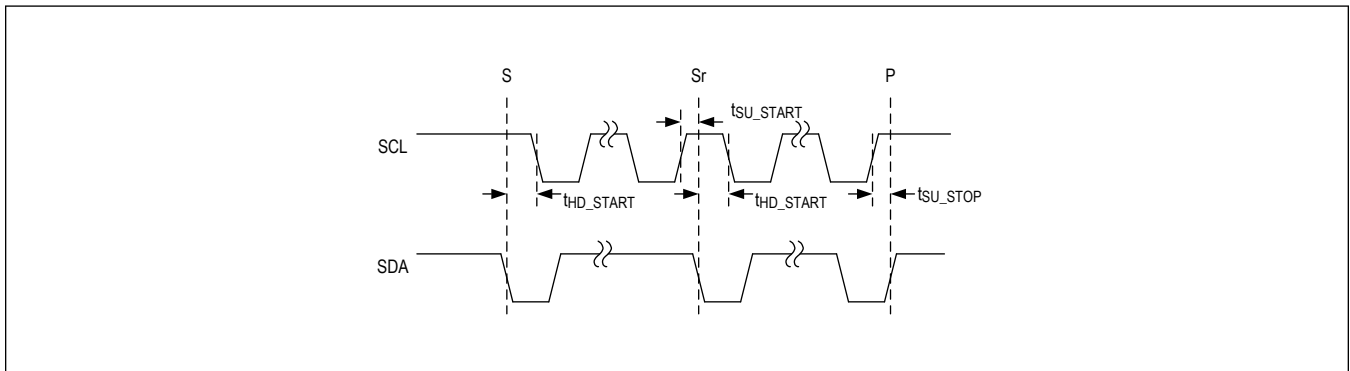 S Sr P
tSU_START
SCL
tHD_START tHD_START tSU_STOP
SDA